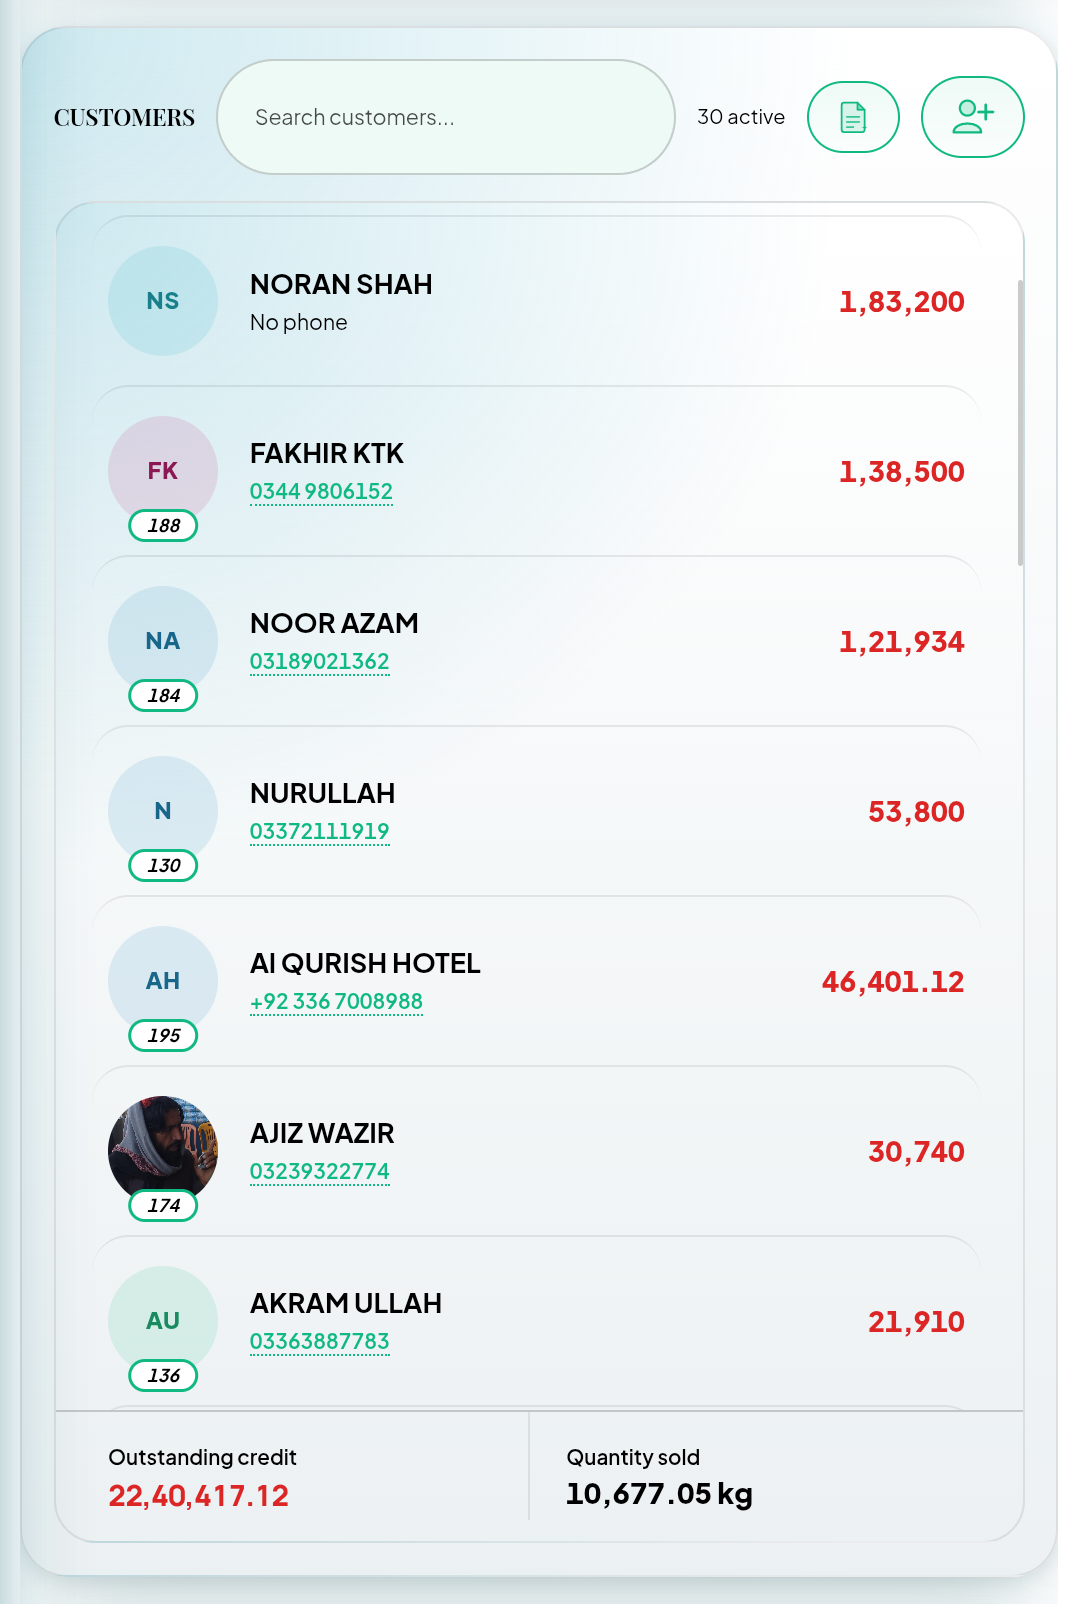 CUSTOMERS
Search customers...
30 active
NS
NORAN SHAH
No phone
1,83,200
FK
188
FAKHIR KTK
0344 9806152
1,38,500
NA
184
NOOR AZAM
03189021362
1,21,934
N
130
NURULLAH
03372111919
53,800
AH
195
AI QURISH HOTEL
+92 336 7008988
46,401.12
174
AJIZ WAZIR
03239322774
30,740
AU
136
AKRAM ULLAH
03363887783
21,910
Outstanding credit
22,40,417.12
Quantity sold
10,677.05 kg